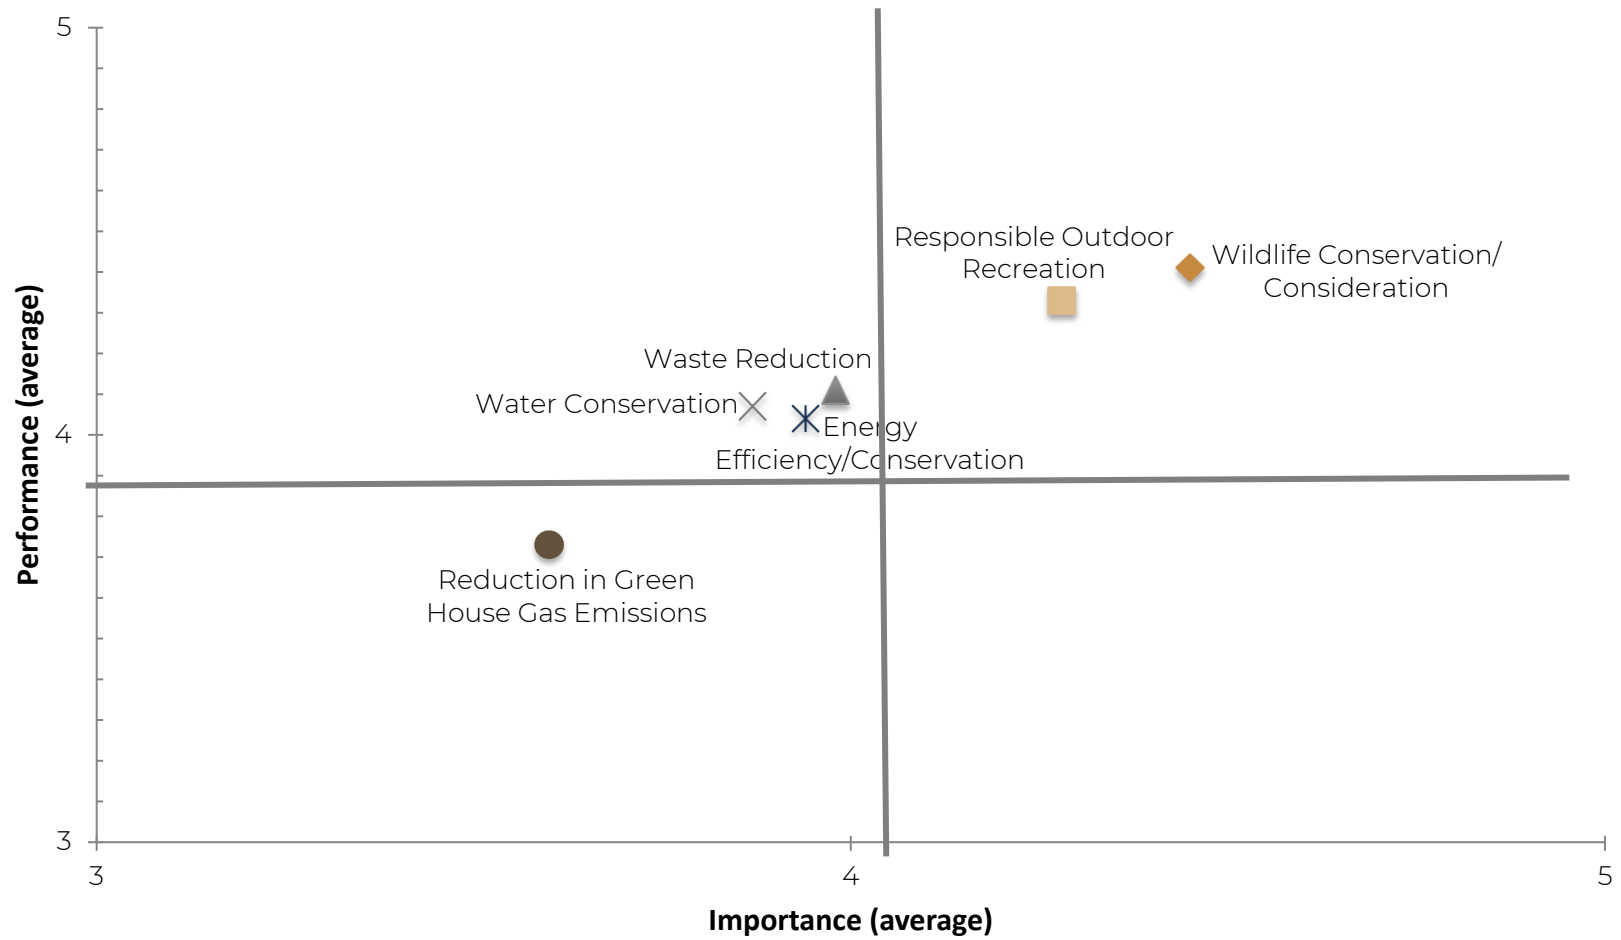 5
Responsible Outdoor
Recreation
Wildlife Conservation/
Consideration
Waste Reduction
Water Conservation
Energy
Efficiency/Conservation
4
Performance (average)
Reduction in Green
House Gas Emissions
3
3
4
5
Importance (average)